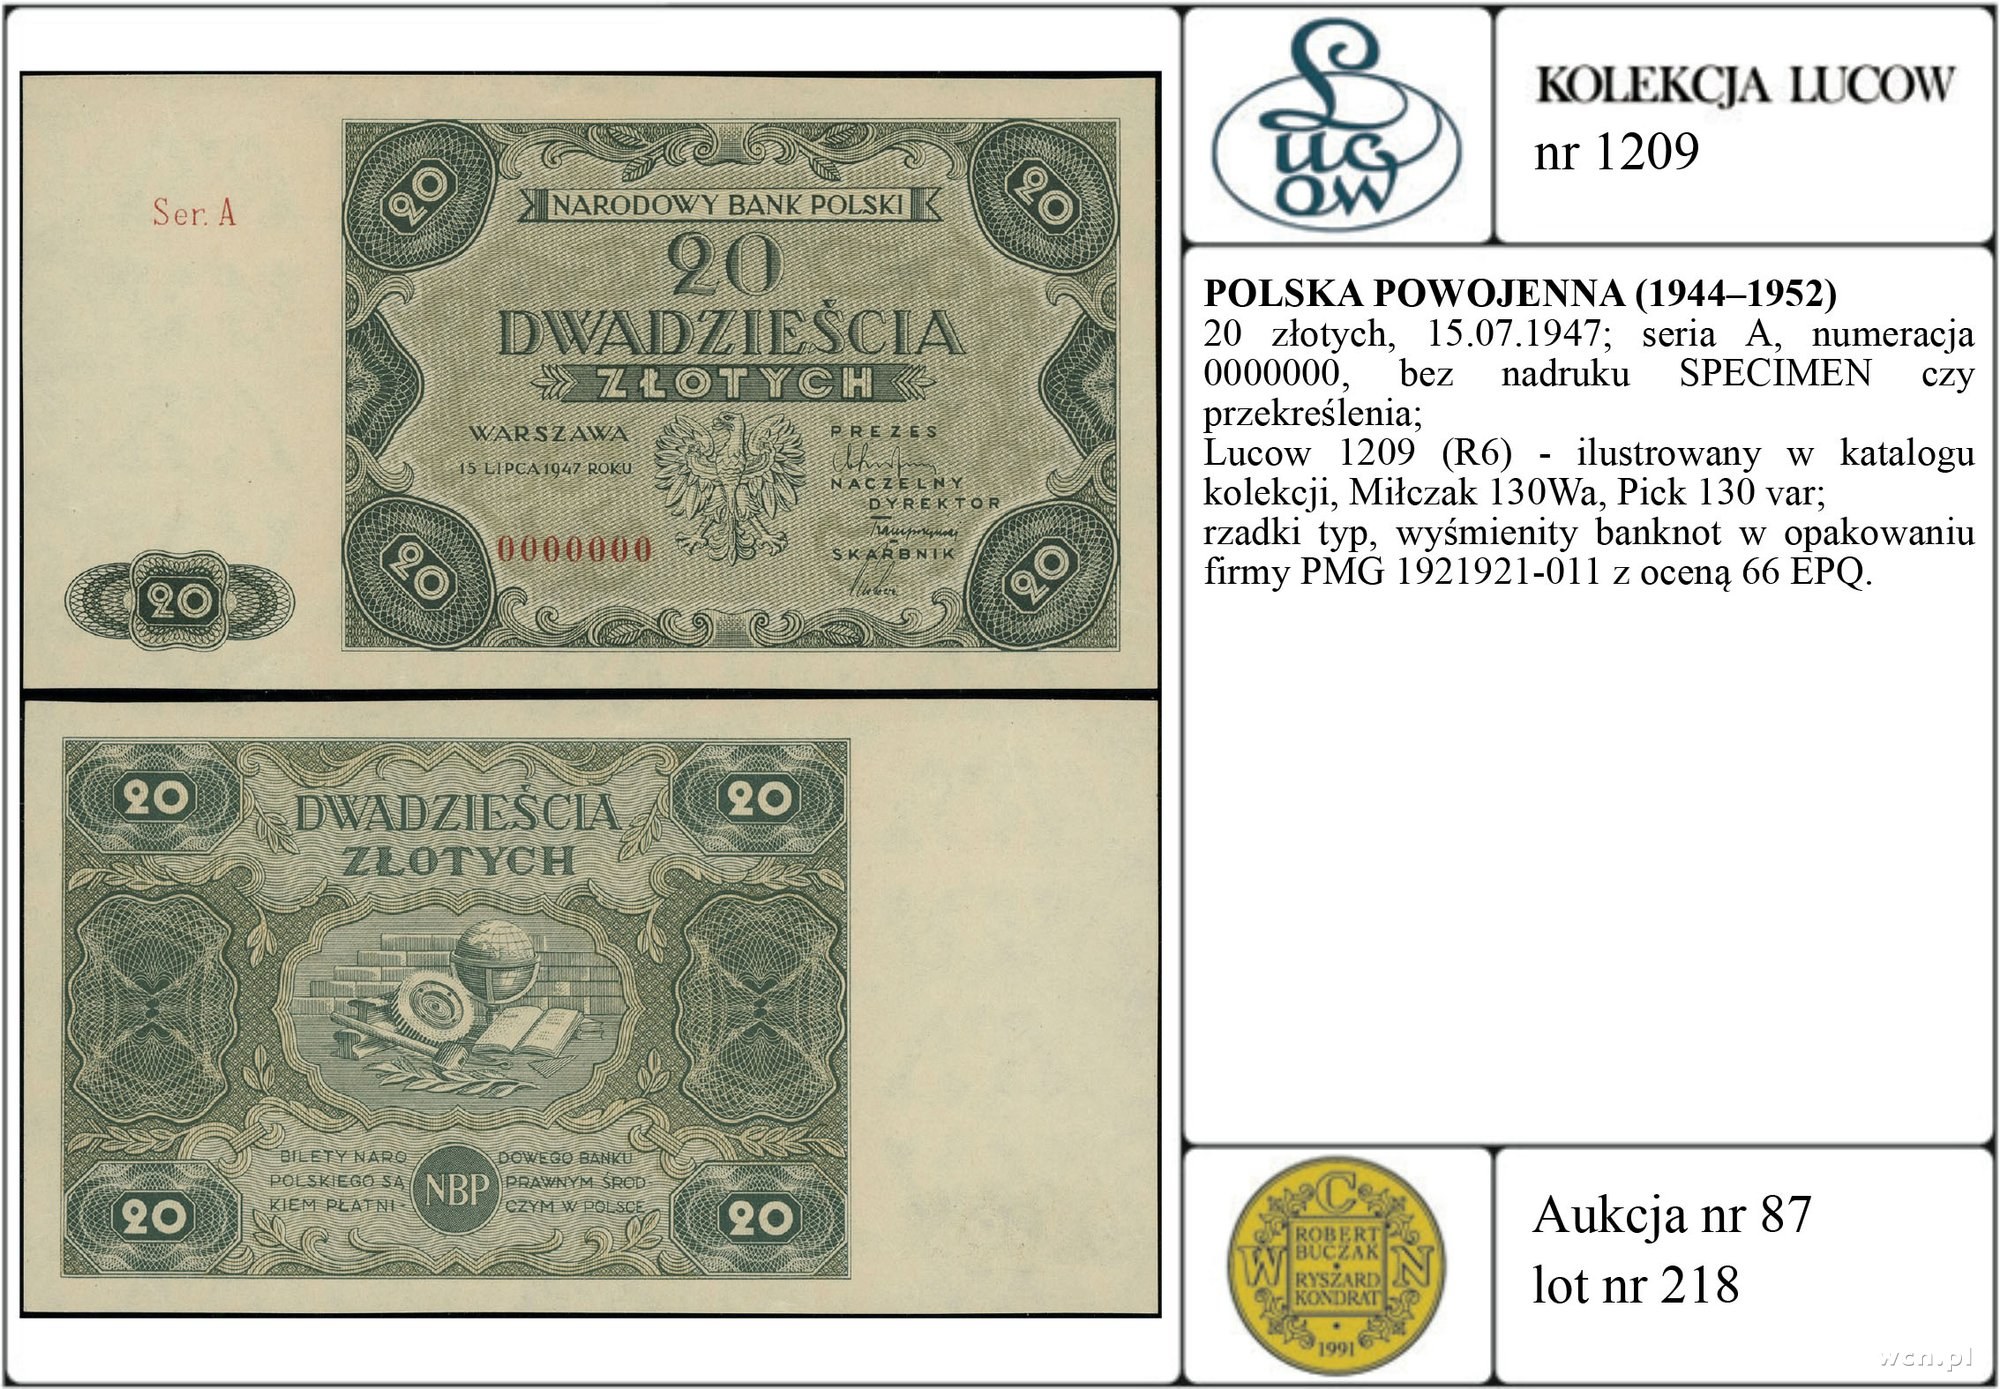 Ser. A
20
20
NARODOWY BANK POLSKI
20
DWADZIEŚCIA
ZŁOTYCH
WARSZAWA
15 LIPCA 1947 ROKU
PREZES
NACZELNY
DYREKTOR
SKARBNIK
0000000
20
20
20
20
20
DWADZIEŚCIA
ZŁOTYCH
BILETY NARO DOWEGO BANKU
POLSKIEGO SĄ PRAWNYM ŚROD-
KIEM PŁATNI- CZYM W POLSCE
NBP
20
20
Lucow
KOLEKCJA LUCOW
nr 1209
POLSKA POWOJENNA (1944–1952)
20 złotych, 15.07.1947; seria A, numeracja
0000000, bez nadruku SPECIMEN czy
przekreślenia;
Lucow 1209 (R6) - ilustrowany w katalogu
kolekcji, Miłczak 130Wa, Pick 130 var;
rzadki typ, wyśmienity banknot w opakowaniu
firmy PMG 1921921-011 z oceną 66 EPQ.
W C N
ROBERT
BUCZAK
RYSZARD
KONDRAT
1991
Aukcja nr 87
lot nr 218
wcn.pl